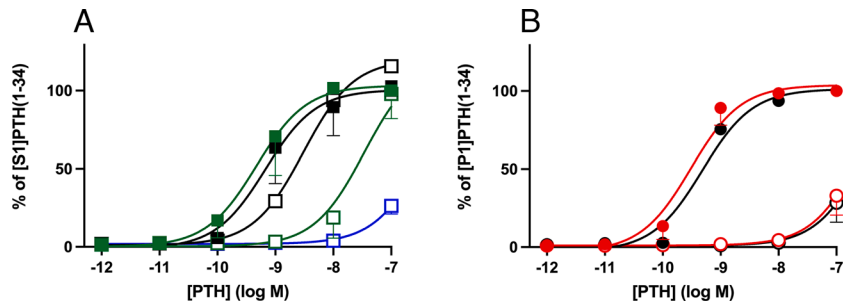 A
% of [S1]PTH(1-34)
100
50
0
-12 -11 -10 -9 -8 -7
[PTH] (log M)
B
% of [P1]PTH(1-34)
100
50
0
-12 -11 -10 -9 -8 -7
[PTH] (log M)